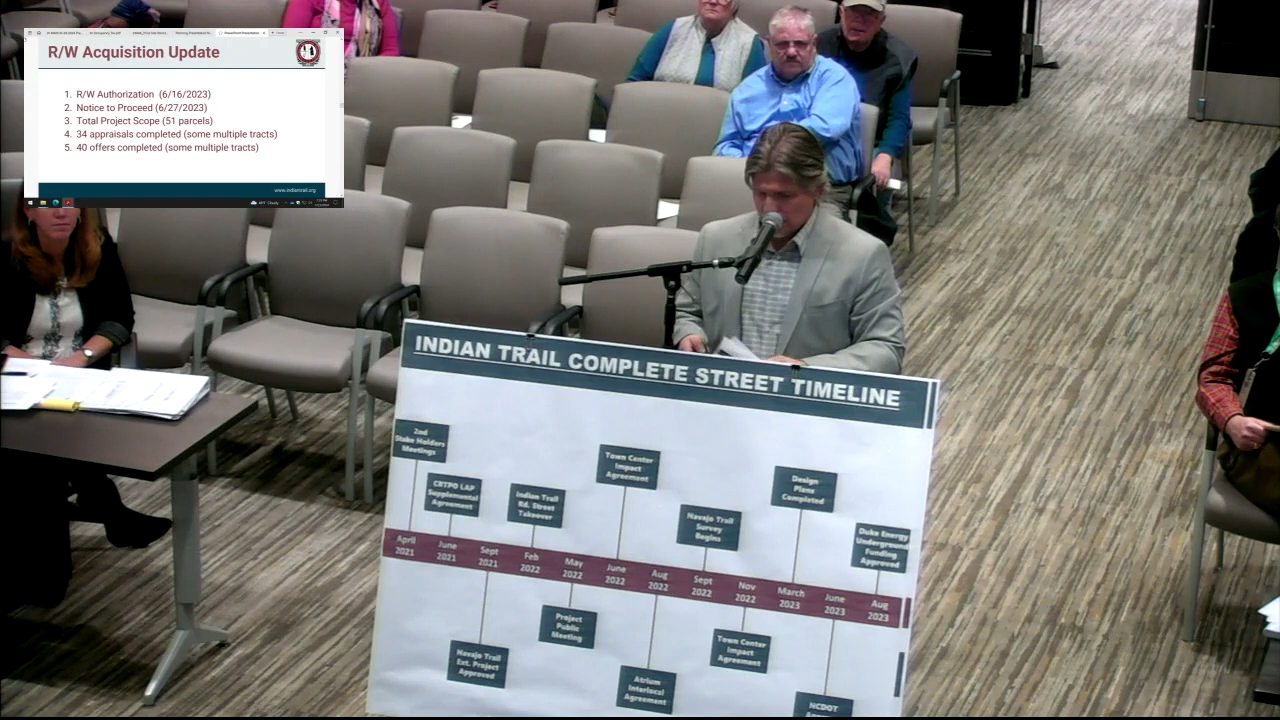 R/W Acquisition Update
1. R/W Authorization (6/16/2023)
2. Notice to Proceed (6/27/2023)
3. Total Project Scope (51 parcels)
4. 34 appraisals completed (some multiple tracts)
5. 40 offers completed (some multiple tracts)
www.indiantrail.org
INDIAN TRAIL COMPLETE STREET TIMELINE
2nd
Stake Holders
Meetings
CRTPO LAP
Supplemental
Agreement
Indian Trail
Rd. Street
Takeover
Town Center
Impact
Agreement
Navajo Trail
Survey
Begins
Design
Plans
Completed
Duke Energy
Underground
Funding
Approved
April
2021
June
2021
Sept
2021
Feb
2022
May
2022
June
2022
Aug
2022
Sept
2022
Nov
2022
March
2023
June
2023
Aug
2023
Navajo Trail
Ext. Project
Approved
Project
Public
Meeting
Atrium
Interlocal
Agreement
Town Center
Impact
Agreement
NCDOT